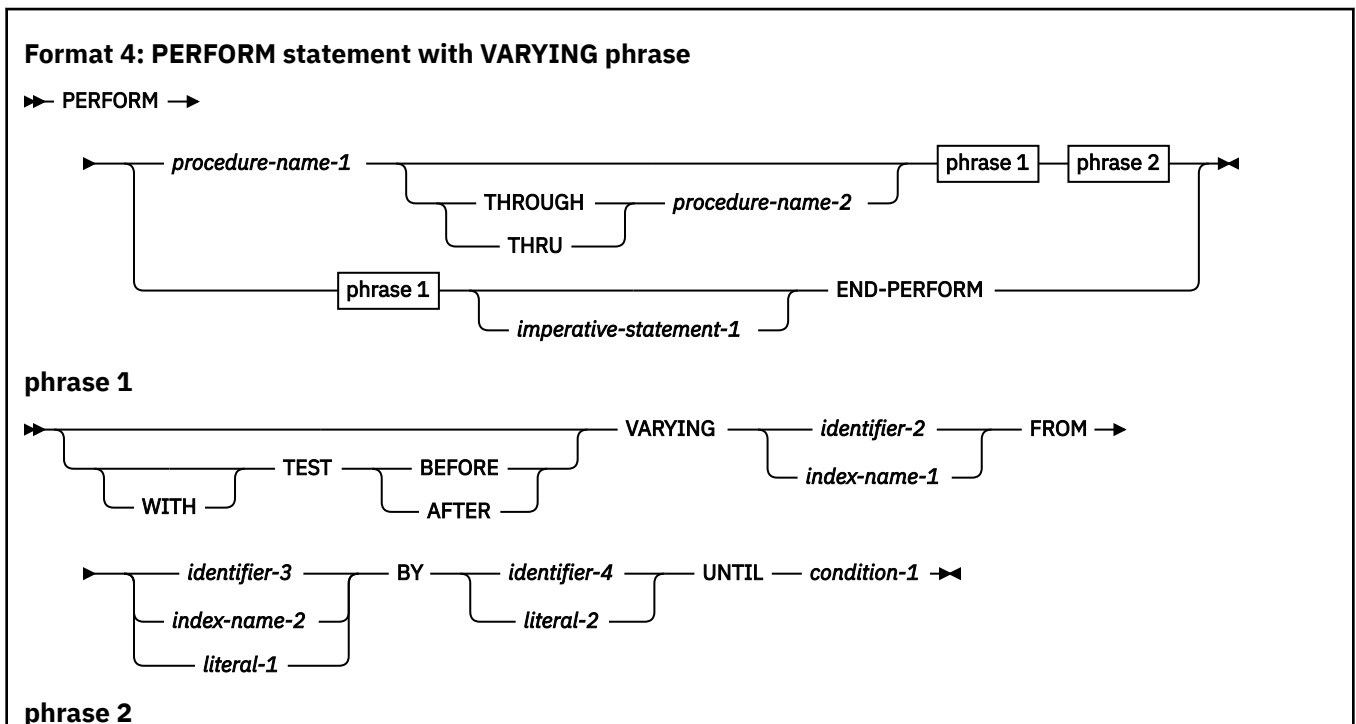 Format 4: PERFORM statement with VARYING phrase
PERFORM
procedure-name-1 phrase 1 phrase 2
THROUGH procedure-name-2
THRU
phrase 1 END-PERFORM
imperative-statement-1
phrase 1
VARYING identifier-2 FROM
TEST BEFORE index-name-1
WITH AFTER
identifier-3 BY identifier-4 UNTIL condition-1
index-name-2 literal-2
literal-1
phrase 2